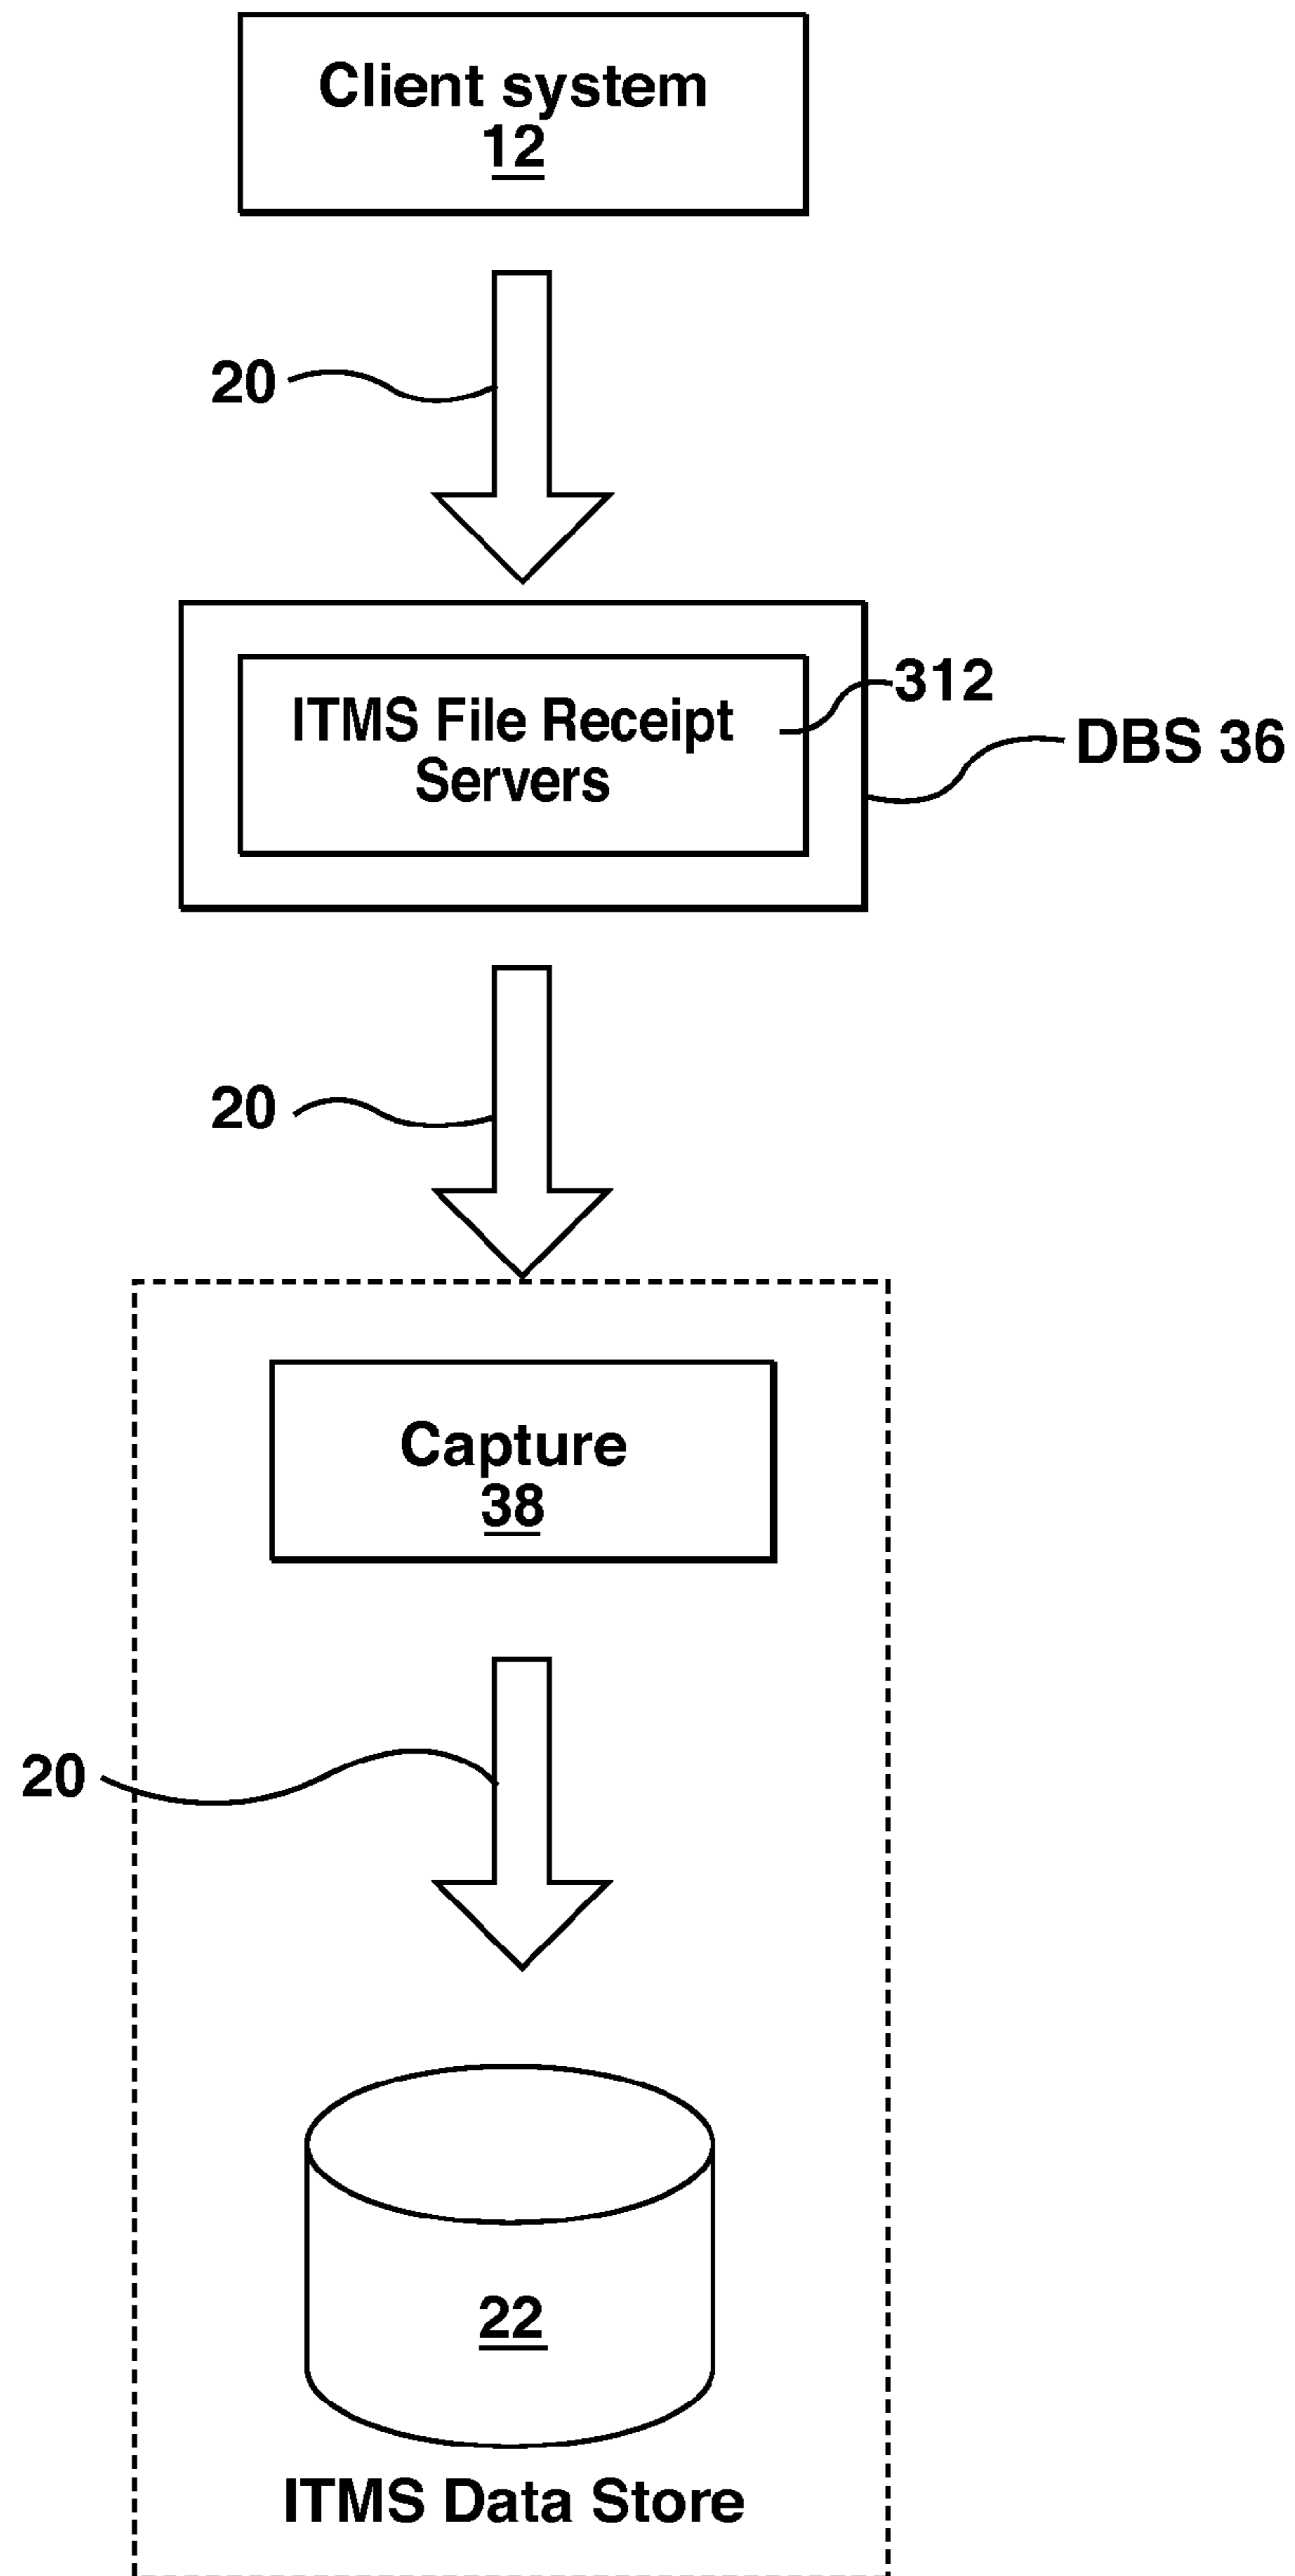 Client system
12
20
ITMS File Receipt
Servers
312
DBS 36
20
Capture
38
20
22
ITMS Data Store